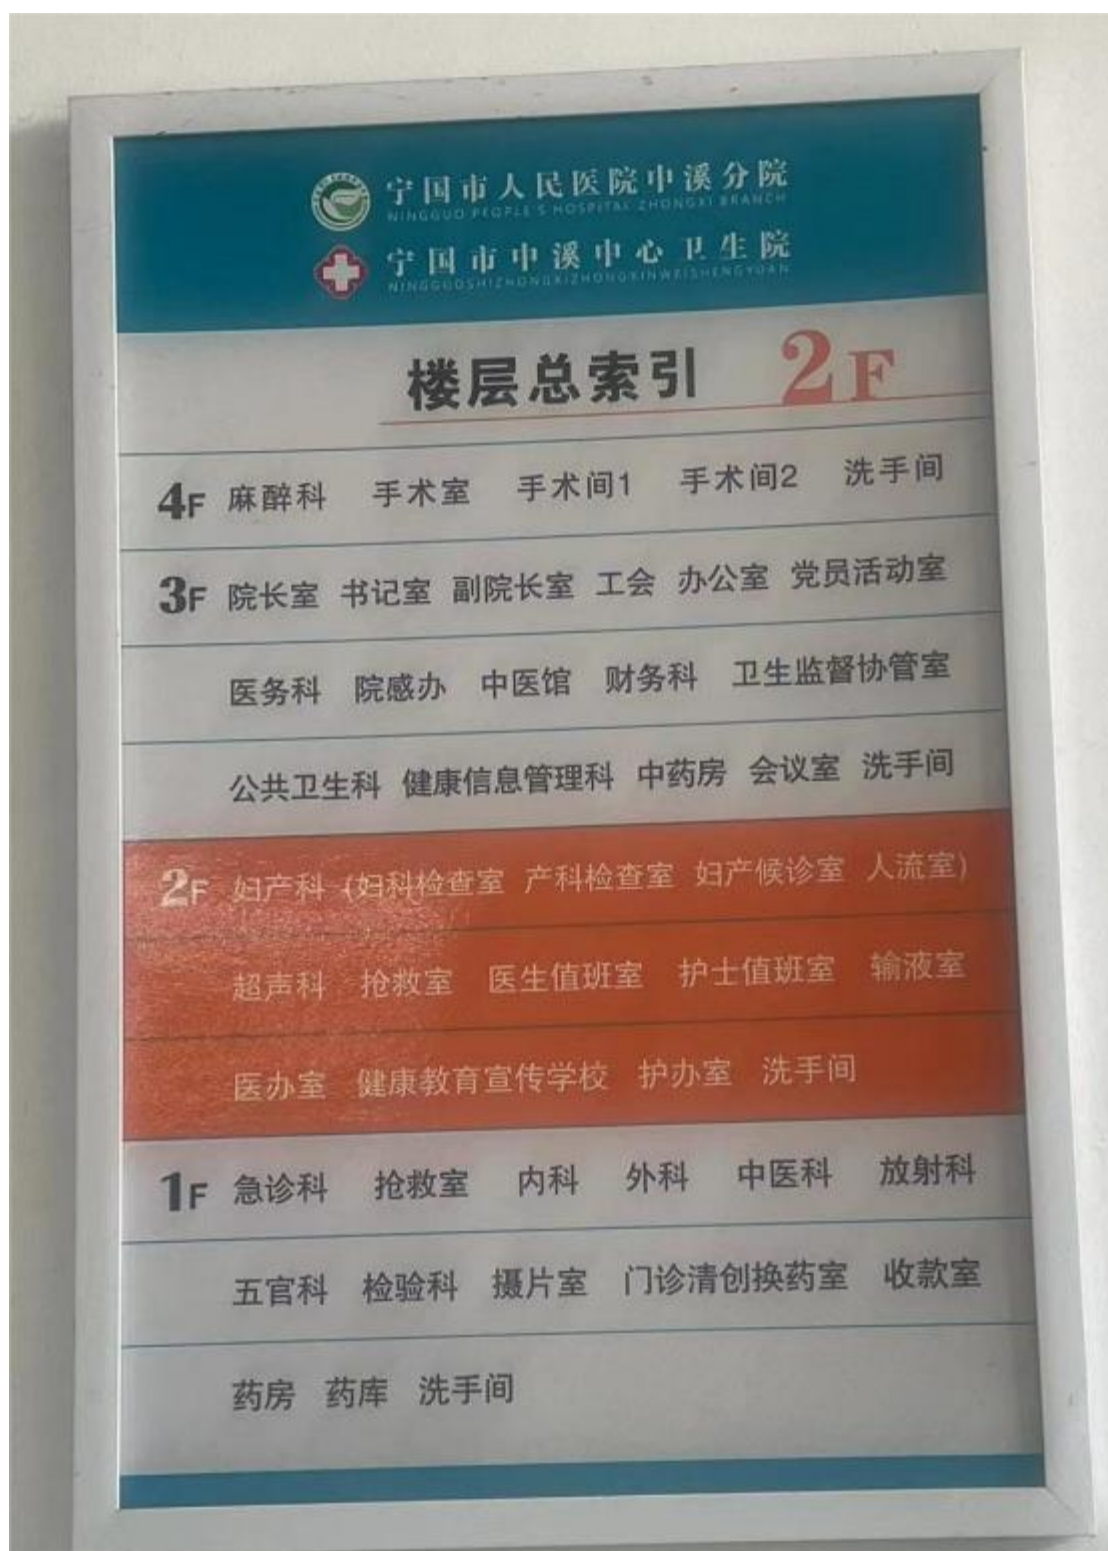 宁国市人民医院中溪分院
NINGGUO PEOPLE'S HOSPITAL ZHONGXI BRANCH
宁国市中溪中心卫生院
NINGGUOSHIZHONGXIZHONGXINWEISHENGYUAN
楼层总索引 2F
4F 麻醉科 手术室 手术间1 手术间2 洗手间
3F 院长室 书记室 副院长室 工会 办公室 党员活动室
医务科 院感办 中医馆 财务科 卫生监督协管室
公共卫生科 健康信息管理科 中药房 会议室 洗手间
2F 妇产科 (妇科检查室 产科检查室 妇产候诊室 人流室)
超声科 抢救室 医生值班室 护士值班室 输液室
医办室 健康教育宣传学校 护办室 洗手间
1F 急诊科 抢救室 内科 外科 中医科 放射科
五官科 检验科 摄片室 门诊清创换药室 收款室
药房 药库 洗手间